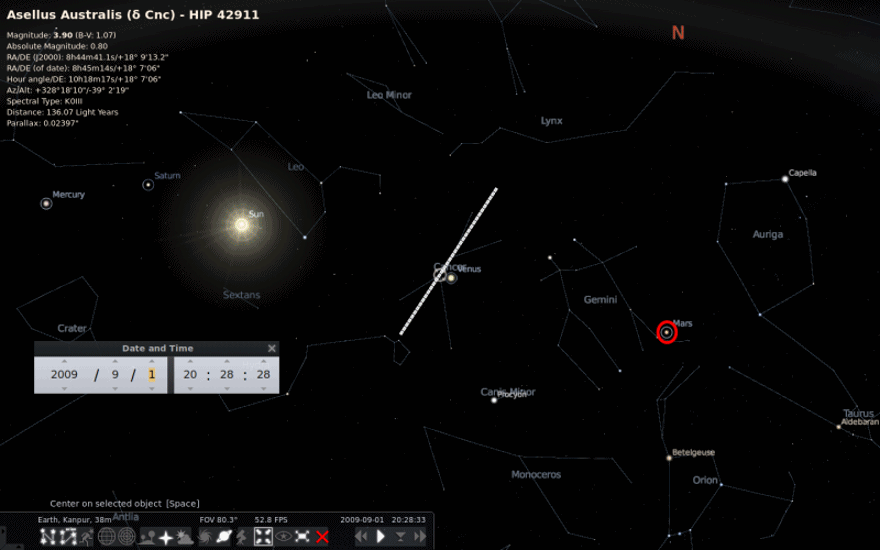 Asellus Australis (δ Cnc) - HIP 42911
Magnitude: 3.90 (B-V: 1.07)
Absolute Magnitude: 0.80
RA/DE (J2000): 8h44m41.1s/+18° 9'13.2"
RA/DE (of date): 8h45m14s/+18° 7'06"
Hour angle/DE: 10h18m17s/+18° 7'06"
Az/Alt: +328°18'10"/-39° 2'19"
Spectral Type: K0III
Distance: 136.07 Light Years
Parallax: 0.02397"
N
Leo Minor
Lynx
Leo
Capella
Saturn
Mercury
Sun
Auriga
Cancer
Venus
Sextans
Gemini
Mars
Crater
Date and Time
2009 / 9 / 1 20 : 28 : 28
Canis Minor
Procyon
Taurus
Aldebaran
Betelgeuse
Monoceros
Orion
Center on selected object [Space]
Antlia
Earth, Kanpur, 38m FOV 80.3° 52.8 FPS 2009-09-01 20:28:33